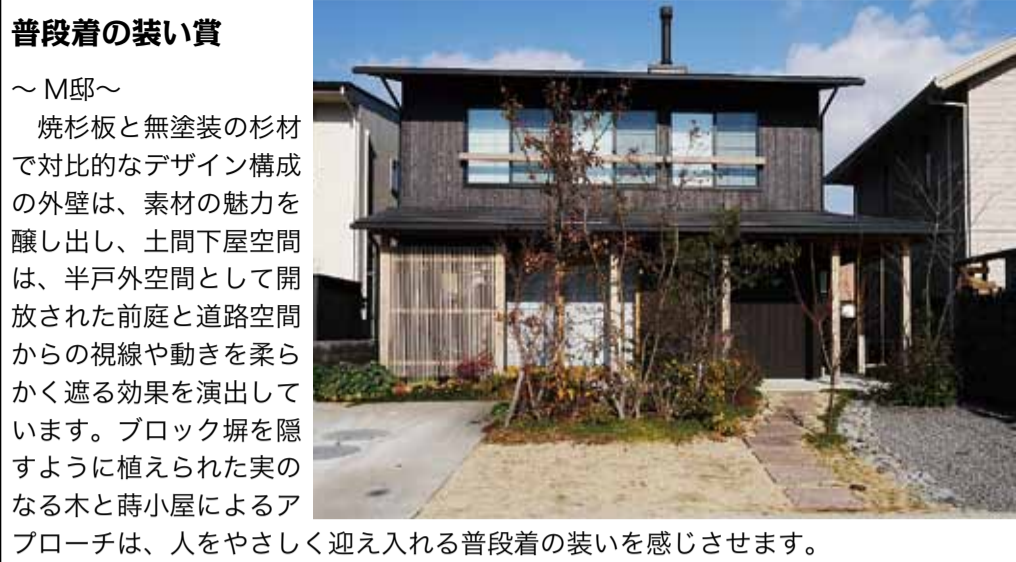 普段着の装い賞
～ M邸～
　焼杉板と無塗装の杉材
で対比的なデザイン構成
の外壁は、素材の魅力を
醸し出し、土間下屋空間
は、半戸外空間として開
放された前庭と道路空間
からの視線や動きを柔ら
かく遮る効果を演出して
います。ブロック塀を隠
すように植えられた実の
なる木と蒔小屋によるア
プローチは、人をやさしく迎え入れる普段着の装いを感じさせます。